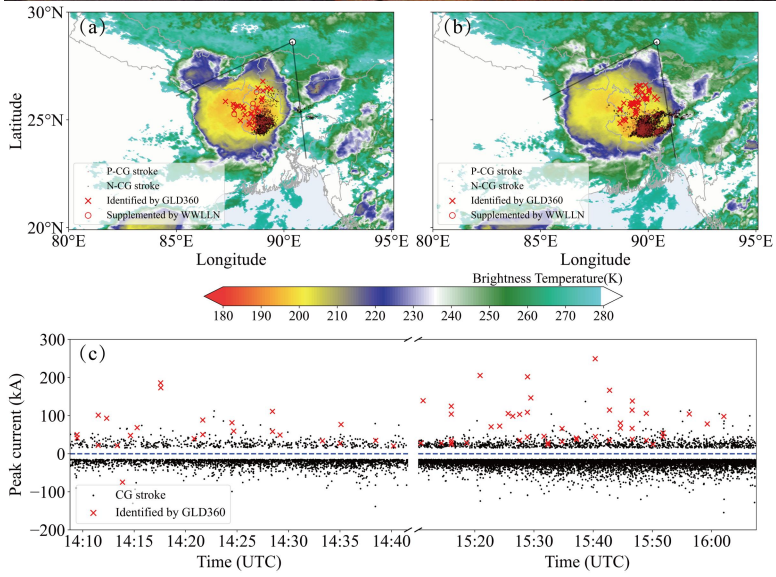 (a)
(b)
30°N
25°N
20°N
Latitude
P-CG stroke
N-CG stroke
Identified by GLD360
Supplemented by WWLLN
P-CG stroke
N-CG stroke
Identified by GLD360
Supplemented by WWLLN
80°E 85°E 90°E 95°E
80°E 85°E 90°E 95°E
Longitude
Longitude
Brightness Temperature(K)
180 190 200 210 220 230 240 250 260 270 280
(c)
300
200
100
0
−100
−200
Peak current (kA)
CG stroke
Identified by GLD360
14:10 14:15 14:20 14:25 14:30 14:35 14:40
15:20 15:30 15:40 15:50 16:00
Time (UTC)
Time (UTC)